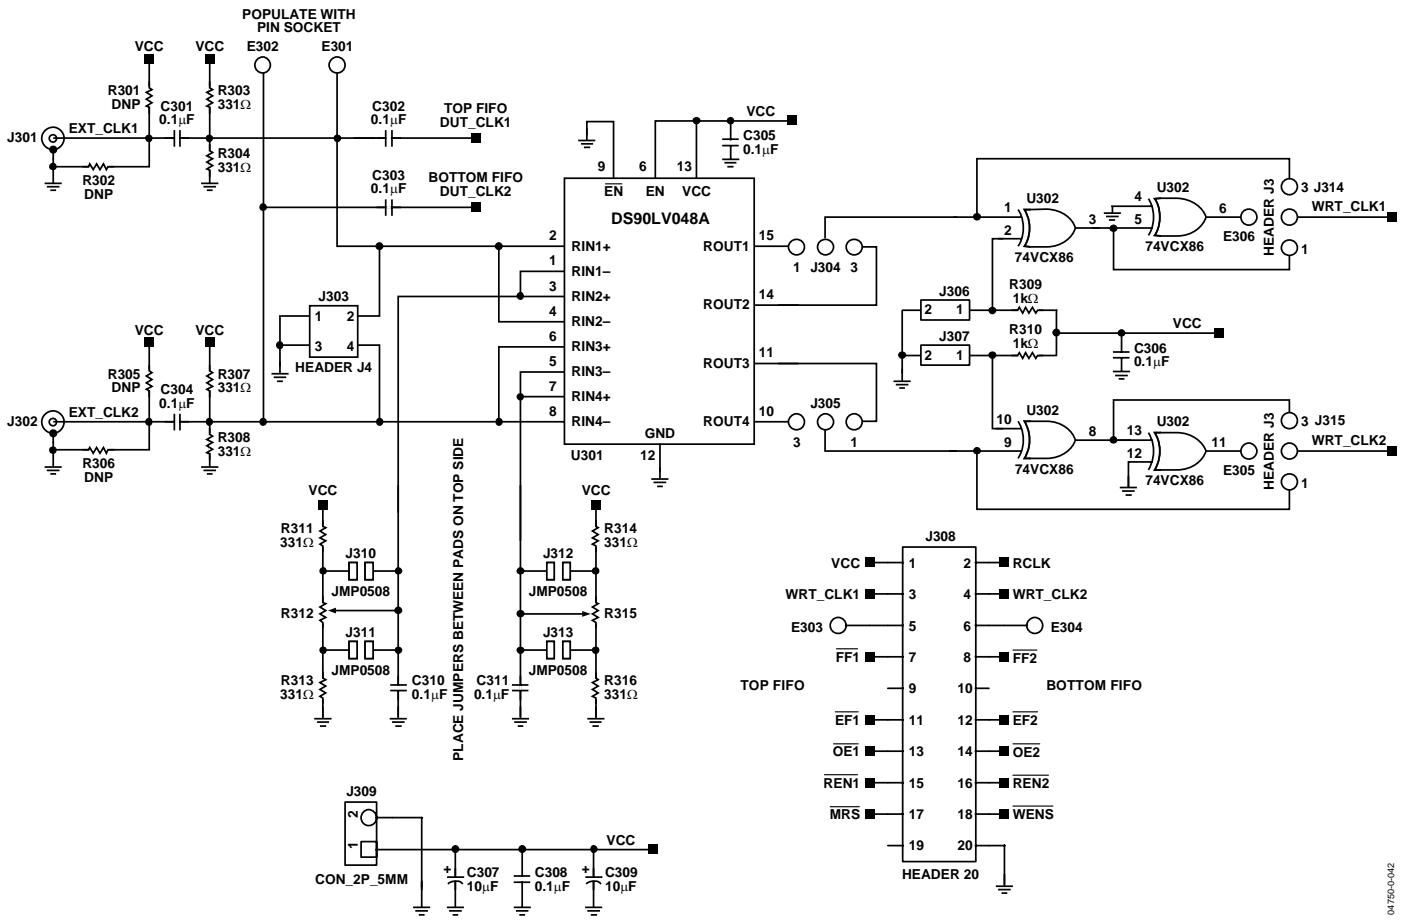 POPULATE WITH
PIN SOCKET
E302
E301
VCC
VCC
R301
DNP
C301
0.1µF
R303
331Ω
J301
EXT_CLK1
R304
331Ω
R302
DNP
C302
0.1µF
TOP FIFO
DUT_CLK1
C303
0.1µF
BOTTOM FIFO
DUT_CLK2
VCC
C305
0.1µF
9
6
13
EN
EN
VCC
DS90LV048A
2
RIN1+
1
RIN1–
3
RIN2+
4
RIN2–
6
RIN3+
5
RIN3–
7
RIN4+
8
RIN4–
ROUT1
15
ROUT2
14
ROUT3
11
ROUT4
10
GND
U301
12
1
J304
3
J305
3
1
J303
1
2
3
4
HEADER J4
VCC
VCC
R305
DNP
C304
0.1µF
R307
331Ω
J302
EXT_CLK2
R308
331Ω
R306
DNP
1
2
U302
3
74VCX86
4
5
U302
6
74VCX86
E306
HEADER J3
3
J314
WRT_CLK1
1
J306
2
1
R309
1kΩ
J307
2
1
R310
1kΩ
VCC
C306
0.1µF
10
9
U302
8
74VCX86
13
12
U302
11
74VCX86
E305
HEADER J3
3
J315
WRT_CLK2
1
VCC
R311
331Ω
J310
JMP0508
R312
J311
JMP0508
R313
331Ω
C310
0.1µF
PLACE JUMPERS BETWEEN PADS ON TOP SIDE
VCC
R314
331Ω
J312
JMP0508
R315
J313
JMP0508
C311
0.1µF
R316
331Ω
J308
VCC
1
2
RCLK
WRT_CLK1
3
4
WRT_CLK2
E303
5
6
E304
FF1
7
8
FF2
TOP FIFO
9
10
BOTTOM FIFO
EF1
11
12
EF2
OE1
13
14
OE2
REN1
15
16
REN2
MRS
17
18
WENS
19
20
HEADER 20
J309
2
1
CON_2P_5MM
VCC
+
C307
10µF
C308
0.1µF
+
C309
10µF
04750-0-042